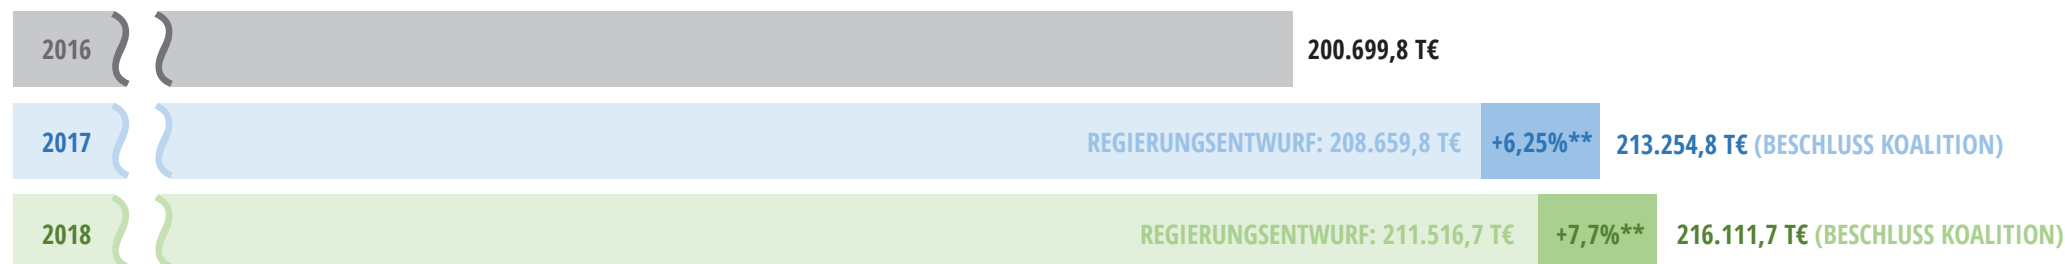 2016 200.699,8 T€
2017 REGIERUNGSENTWURF: 208.659,8 T€ +6,25%** 213.254,8 T€ (BESCHLUSS KOALITION)
2018 REGIERUNGSENTWURF: 211.516,7 T€ +7,7%** 216.111,7 T€ (BESCHLUSS KOALITION)